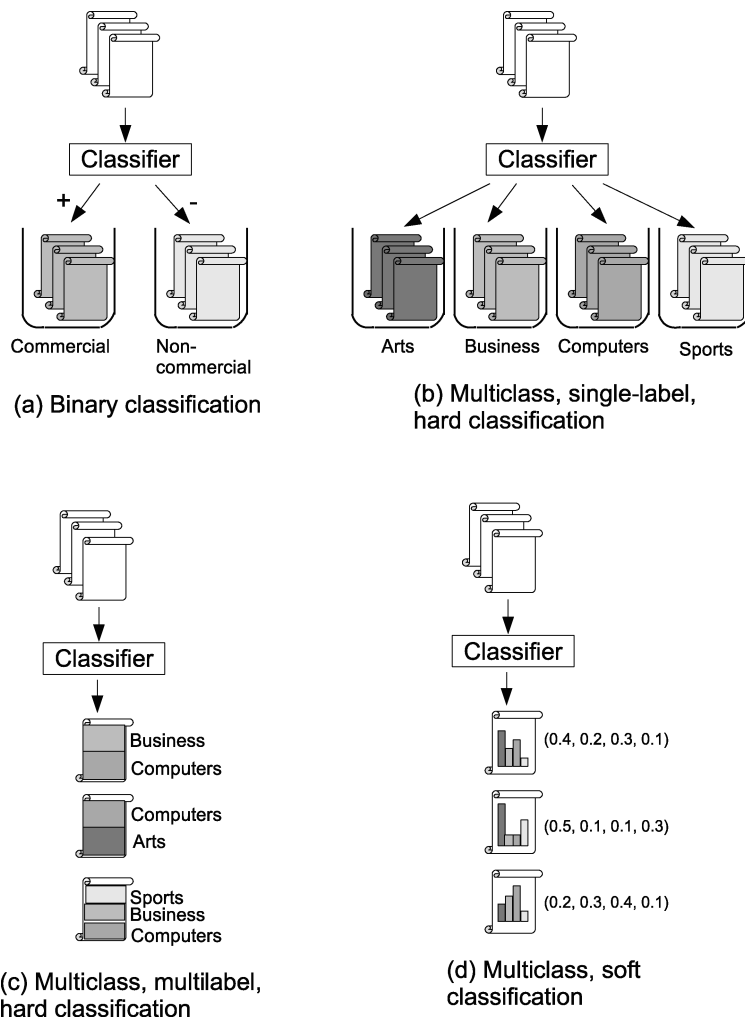 Classifier
+
-
Commercial
Non-
commercial
(a) Binary classification
Classifier
Arts
Business
Computers
Sports
(b) Multiclass, single-label,
hard classification
Classifier
Business
Computers
Computers
Arts
Sports
Business
Computers
(c) Multiclass, multilabel,
hard classification
Classifier
(0.4, 0.2, 0.3, 0.1)
(0.5, 0.1, 0.1, 0.3)
(0.2, 0.3, 0.4, 0.1)
(d) Multiclass, soft
classification